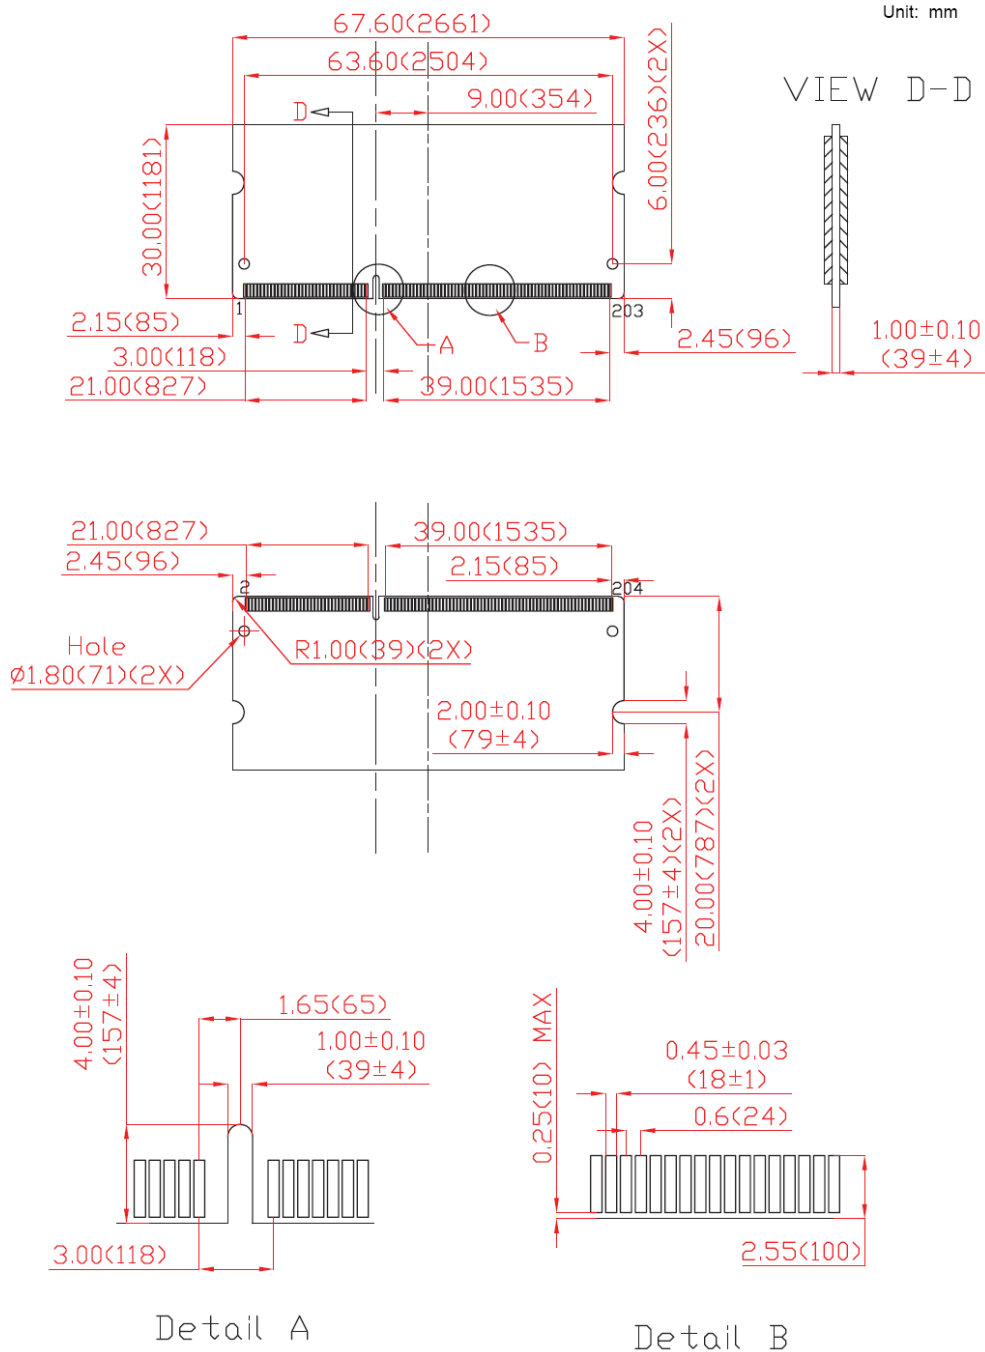 Unit: mm
67.60(2661)
63.60(2504)
9.00(354)
6.00(236)(2X)
VIEW D-D
D
30.00(1181)
1
203
2.15(85)
D
A
B
2.45(96)
1.00±0.10
(39±4)
3.00(118)
21.00(827)
39.00(1535)
21.00(827)
39.00(1535)
2.45(96)
2.15(85)
2
204
Hole
ø1.80(71)(2X)
R1.00(39)(2X)
2.00±0.10
(79±4)
4.00±0.10
(157±4)(2X)
20.00(787)(2X)
4.00±0.10
(157±4)
1.65(65)
1.00±0.10
(39±4)
3.00(118)
Detail A
0.25(10) MAX
0.45±0.03
(18±1)
0.6(24)
2.55(100)
Detail B